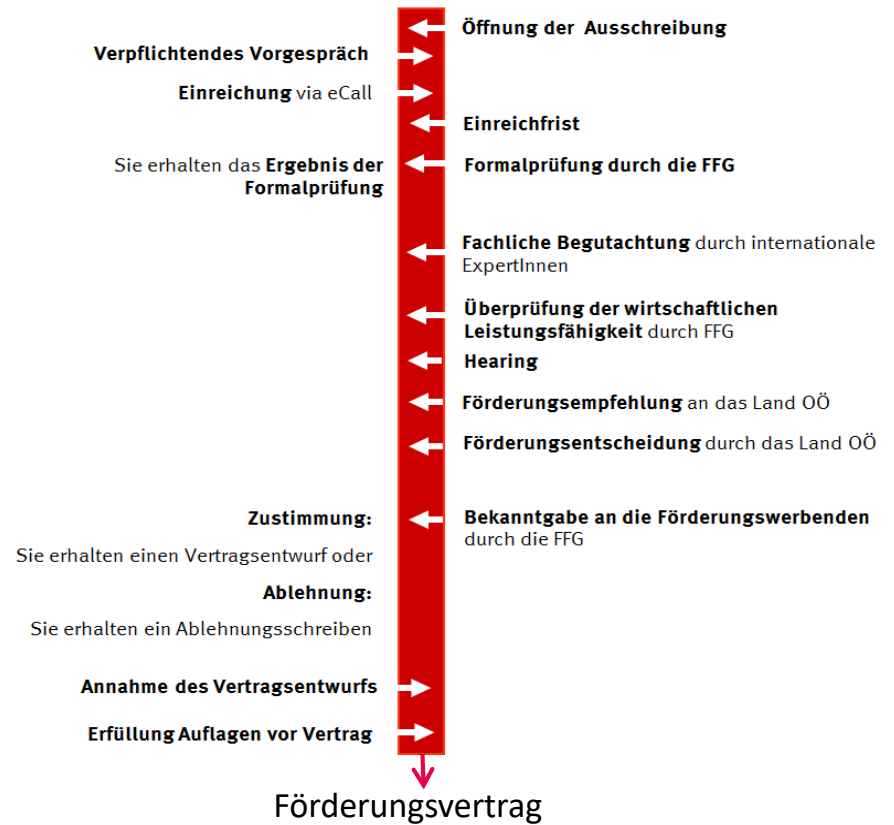 Öffnung der Ausschreibung
Verpflichtendes Vorgespräch
Einreichung via eCall
Einreichfrist
Sie erhalten das Ergebnis der
Formalprüfung
Formalprüfung durch die FFG
Fachliche Begutachtung durch internationale
ExpertInnen
Überprüfung der wirtschaftlichen
Leistungsfähigkeit durch FFG
Hearing
Förderungsempfehlung an das Land OÖ
Förderungsentscheidung durch das Land OÖ
Bekanntgabe an die Förderungswerbenden
durch die FFG
Zustimmung:
Sie erhalten einen Vertragsentwurf oder
Ablehnung:
Sie erhalten ein Ablehnungsschreiben
Annahme des Vertragsentwurfs
Erfüllung Auflagen vor Vertrag
Förderungsvertrag